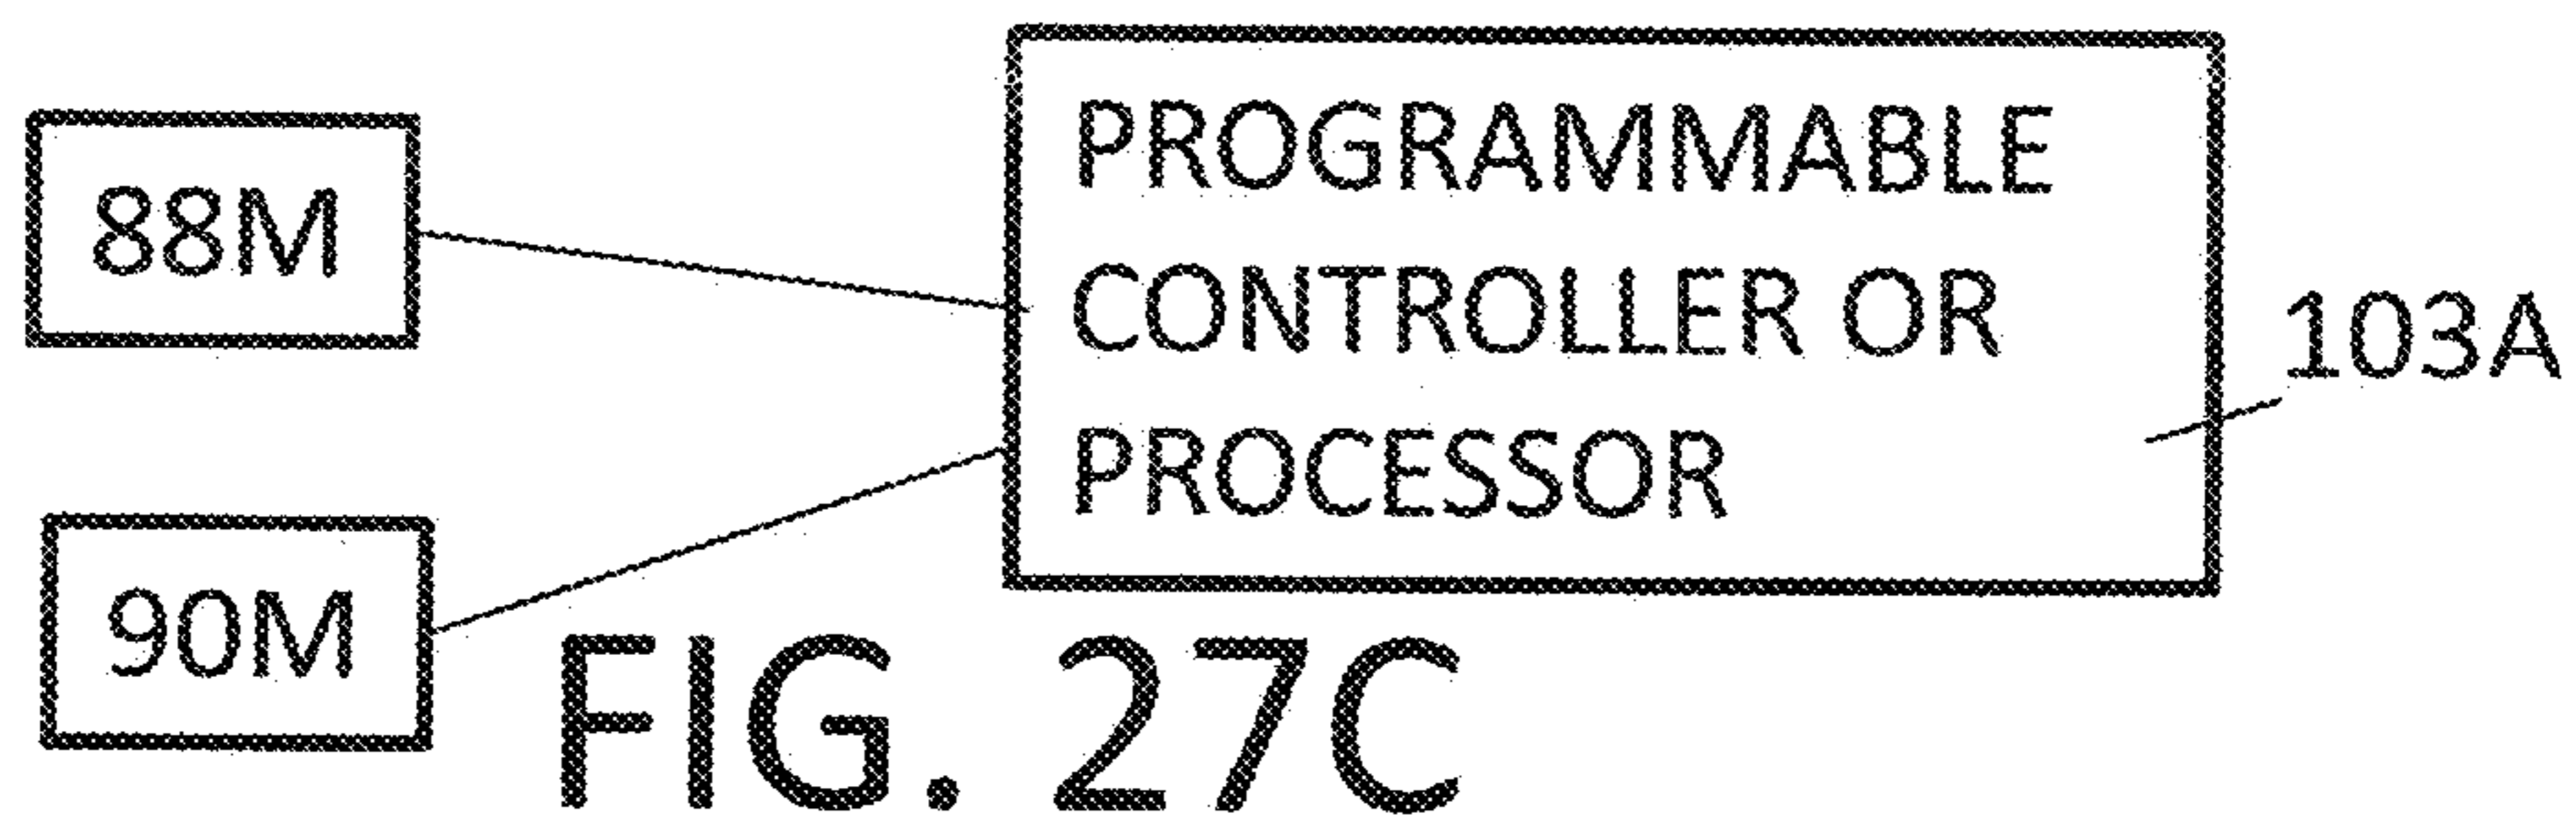 88M
PROGRAMMABLE
CONTROLLER OR
PROCESSOR
103A
90M
FIG. 27C